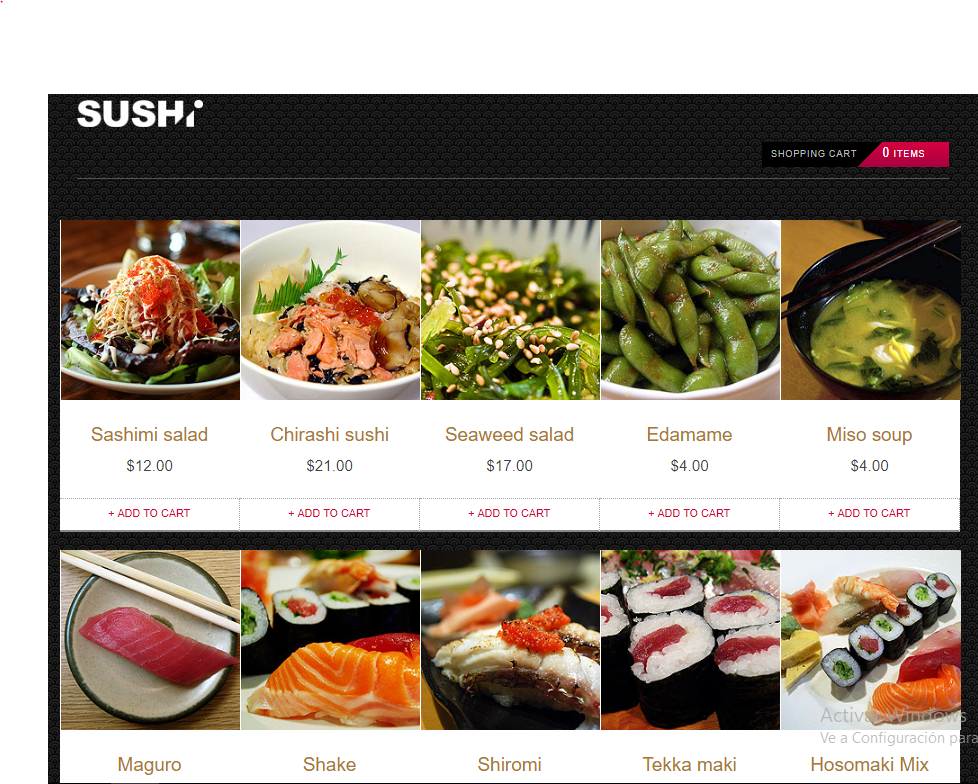 SUSHi
SHOPPING CART 0 ITEMS
Sashimi salad Chirashi sushi Seaweed salad Edamame Miso soup
$12.00 $21.00 $17.00 $4.00 $4.00
+ ADD TO CART + ADD TO CART + ADD TO CART + ADD TO CART + ADD TO CART
Activar Windows
Ve a Configuración para
Maguro Shake Shiromi Tekka maki Hosomaki Mix